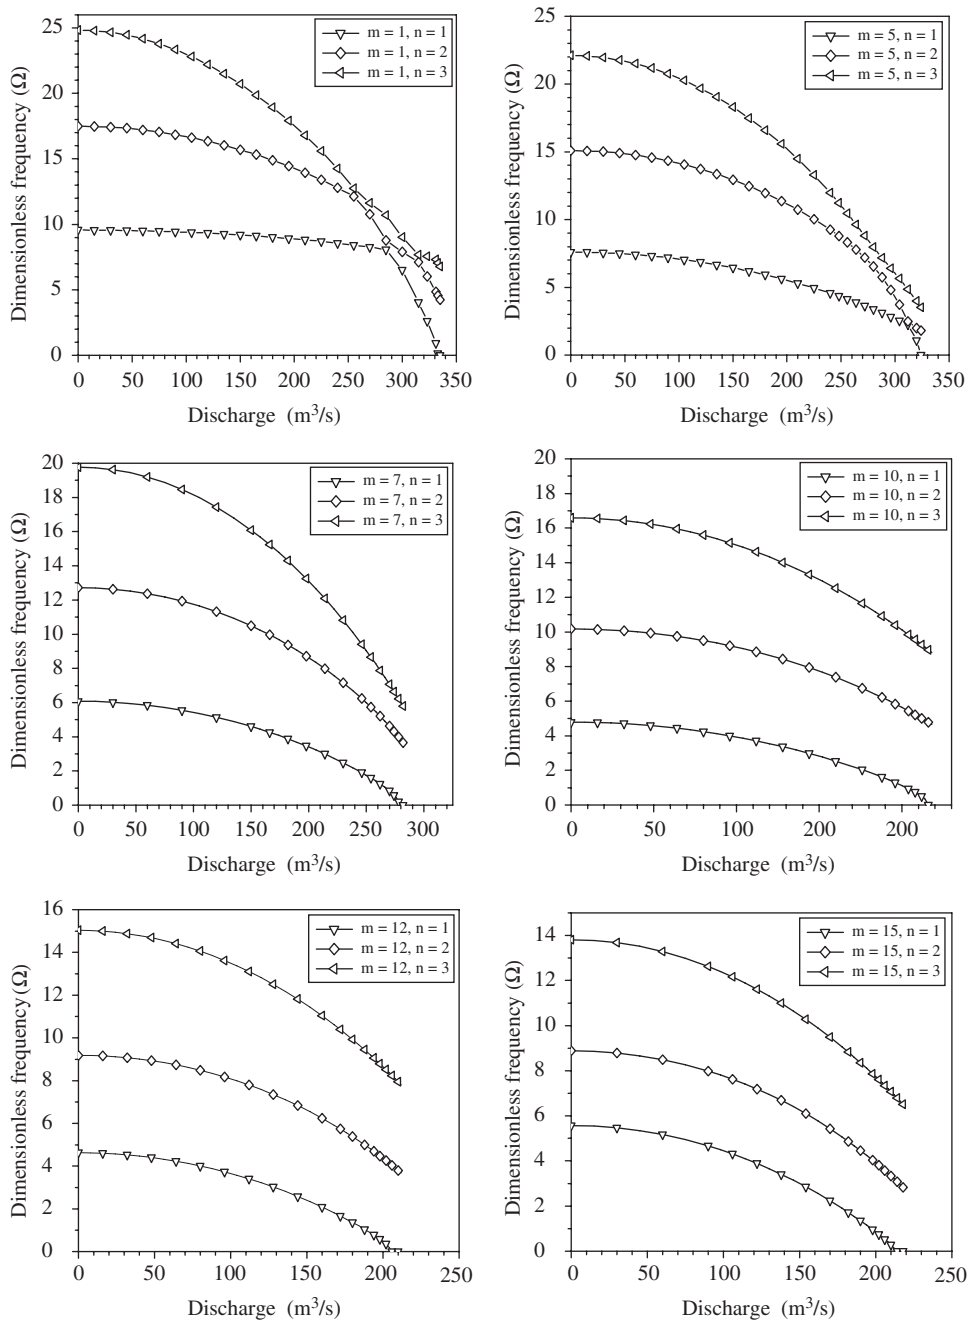 m = 1, n = 1
m = 1, n = 2
m = 1, n = 3
25
20
15
10
5
0
Dimensionless frequency (Ω)
0 50 100 150 200 250 300 350
Discharge (m³/s)
m = 5, n = 1
m = 5, n = 2
m = 5, n = 3
25
20
15
10
5
0
Dimensionless frequency (Ω)
0 50 100 150 200 250 300 350
Discharge (m³/s)
m = 7, n = 1
m = 7, n = 2
m = 7, n = 3
20
18
16
14
12
10
8
6
4
2
0
Dimensionless frequency (Ω)
0 100 200 300
Discharge (m³/s)
m = 10, n = 1
m = 10, n = 2
m = 10, n = 3
20
18
16
14
12
10
8
6
4
2
0
Dimensionless frequency (Ω)
0 50 100 200 200
Discharge (m³/s)
m = 12, n = 1
m = 12, n = 2
m = 12, n = 3
16
14
12
10
8
6
4
2
0
Dimensionless frequency (Ω)
0 50 100 150 200 250
Discharge (m³/s)
m = 15, n = 1
m = 15, n = 2
m = 15, n = 3
14
12
10
8
6
4
2
0
Dimensionless frequency (Ω)
0 50 100 150 200 250
Discharge (m³/s)